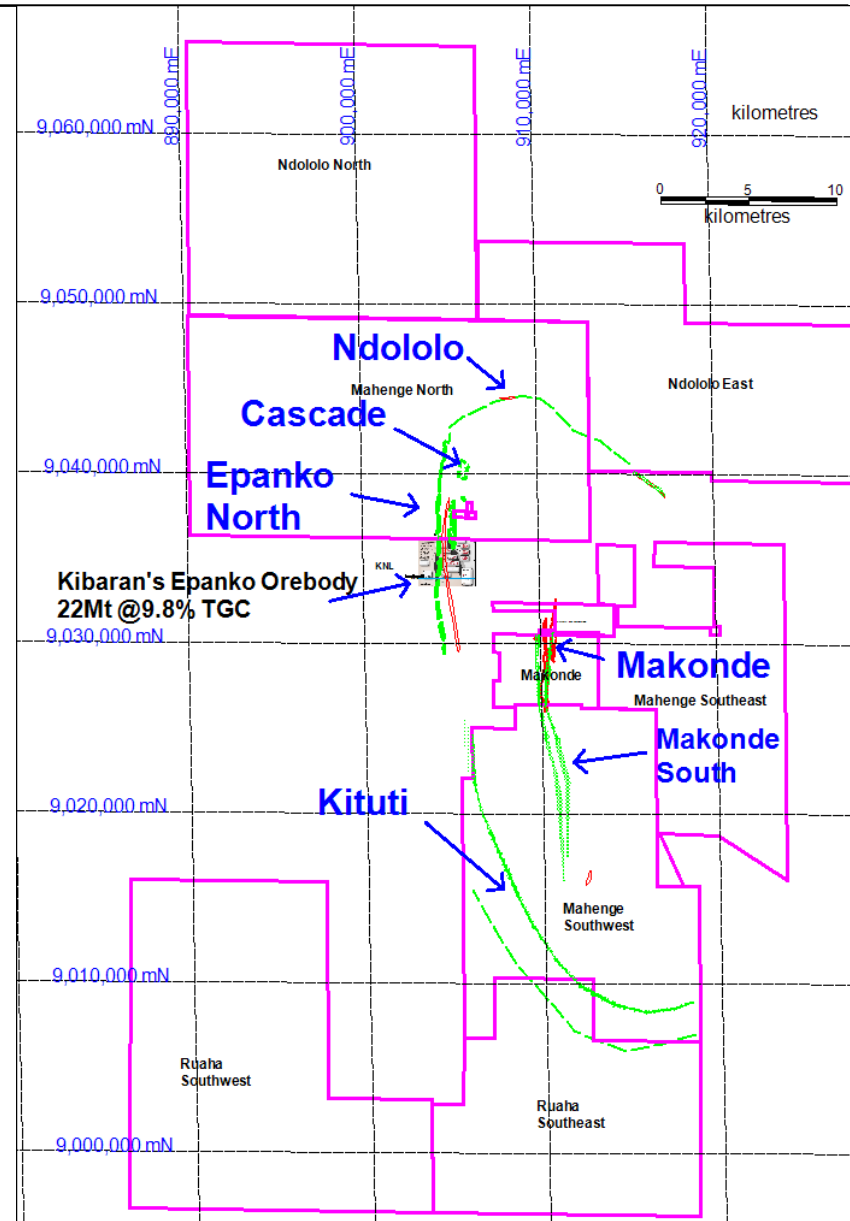 890,000 mE
900,000 mE
910,000 mE
920,000 mE
kilometres
9,060,000 mN
Ndololo North
0 5 10
kilometres
9,050,000 mN
Ndololo
Mahenge North
Ndololo East
Cascade
9,040,000 mN
Epanko
North
KNL
Kibaran's Epanko Orebody
22Mt @9.8% TGC
9,030,000 mN
Makonde
Makonde
Mahenge Southeast
Makonde
South
9,020,000 mN
Kituti
Mahenge
Southwest
9,010,000 mN
Ruaha
Southwest
Ruaha
Southeast
9,000,000 mN